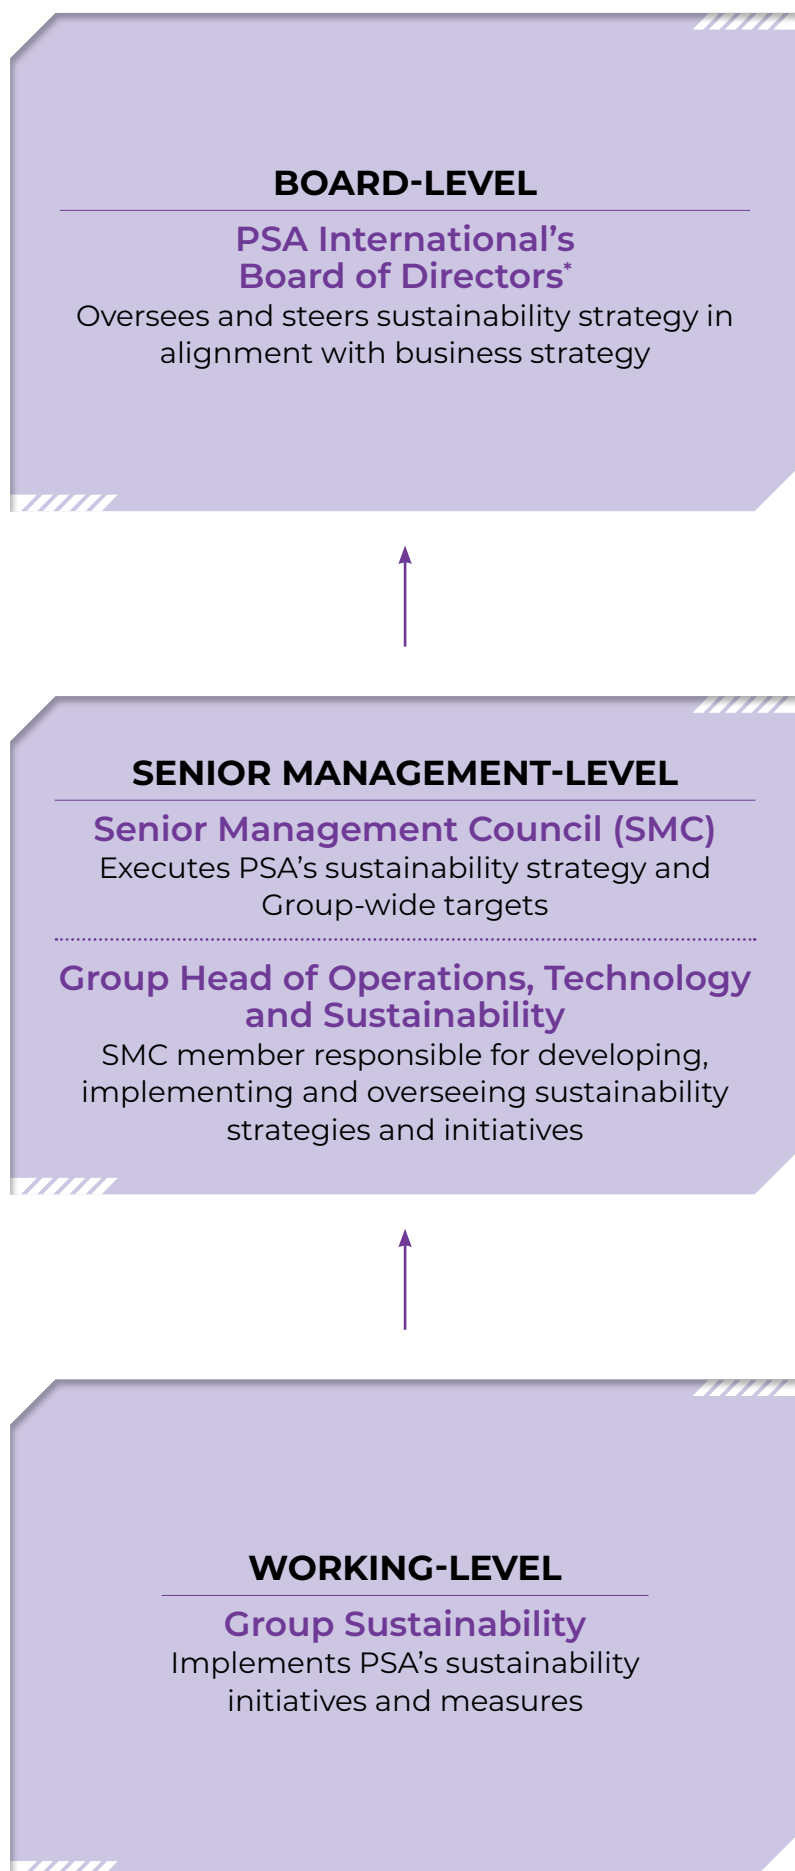 BOARD-LEVEL
PSA International’s
Board of Directors*
Oversees and steers sustainability strategy in
alignment with business strategy
SENIOR MANAGEMENT-LEVEL
Senior Management Council (SMC)
Executes PSA’s sustainability strategy and
Group-wide targets
Group Head of Operations, Technology
and Sustainability
SMC member responsible for developing,
implementing and overseeing sustainability
strategies and initiatives
WORKING-LEVEL
Group Sustainability
Implements PSA’s sustainability
initiatives and measures